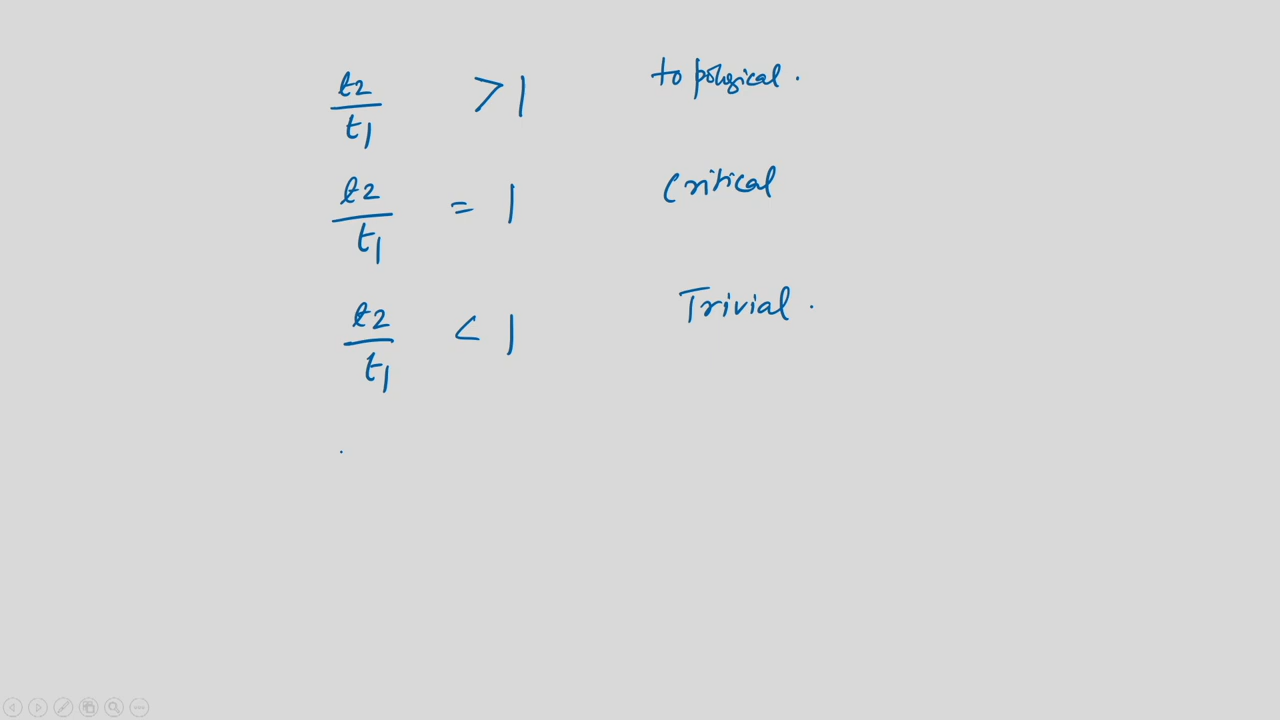 t2/t1 > 1 topological.
t2/t1 = 1 Critical
t2/t1 < 1 Trivial.